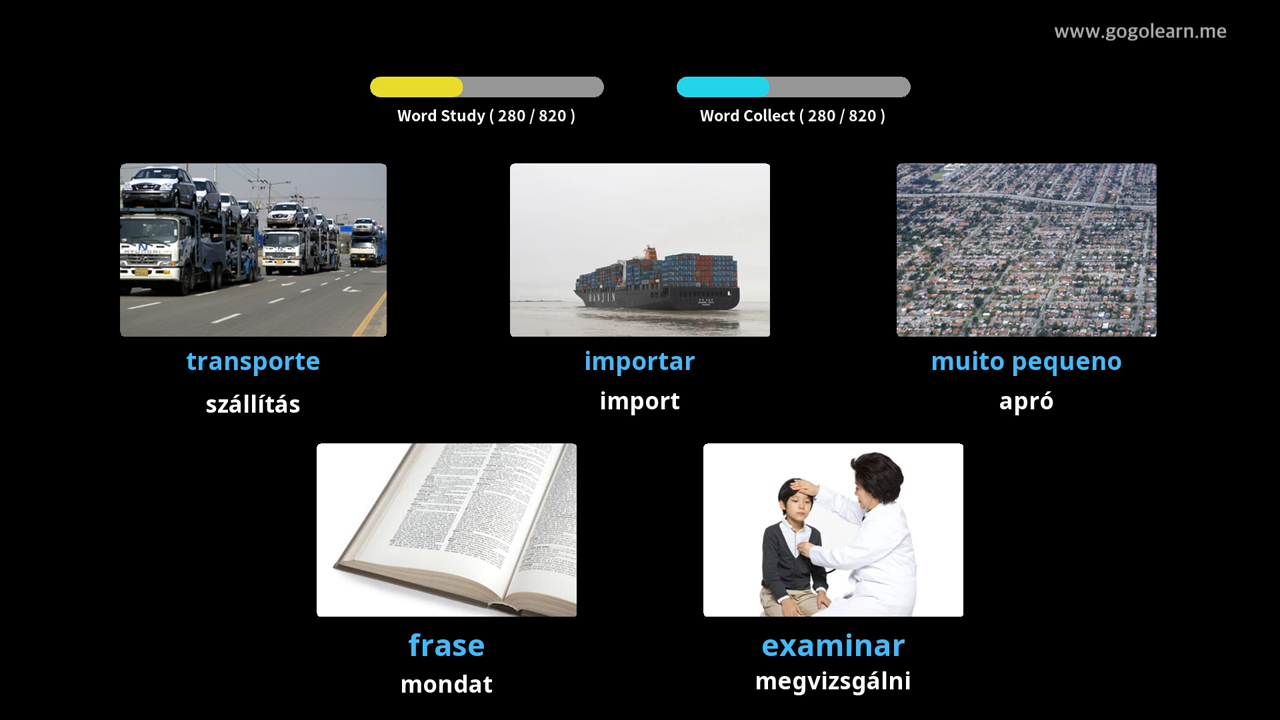 www.gogolearn.me
Word Study ( 280 / 820 )
Word Collect ( 280 / 820 )
transporte
szállítás
importar
import
muito pequeno
apró
HANJIN
frase
mondat
examinar
megvizsgálni